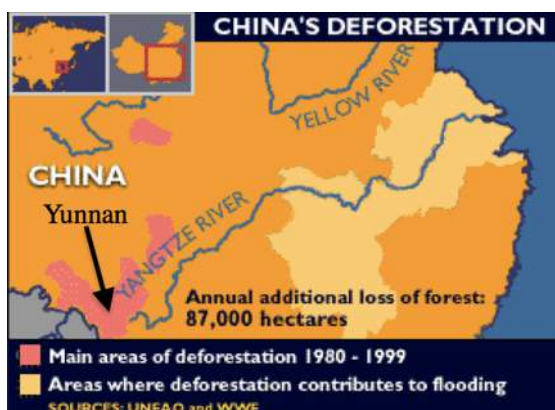 CHINA'S DEFORESTATION
YELLOW RIVER
CHINA
Yunnan
YANGTZE RIVER
Annual additional loss of forest:
87,000 hectares
Main areas of deforestation 1980 - 1999
Areas where deforestation contributes to flooding
SOURCES: UNFAO and WWF